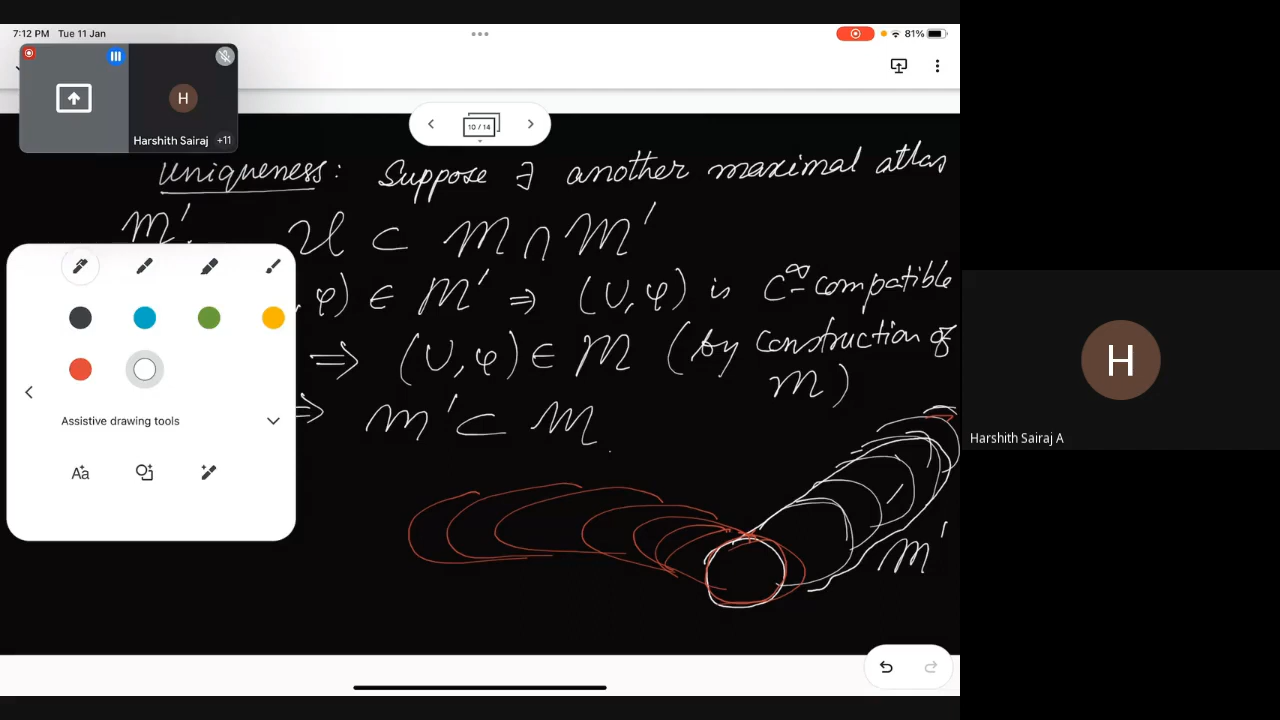 7:12 PM Tue 11 Jan
81%
H
Harshith Sairaj +11
10 / 14
Uniqueness: Suppose ∃ another maximal atlas
m'. U ⊂ m ∩ m'
, φ) ∈ m' ⇒ (U, φ) is C^∞-compatible
⇒ (U, φ) ∈ m (by construction of
m)
⇒ m' ⊂ m
m'
Assistive drawing tools
Aa
H
Harshith Sairaj A